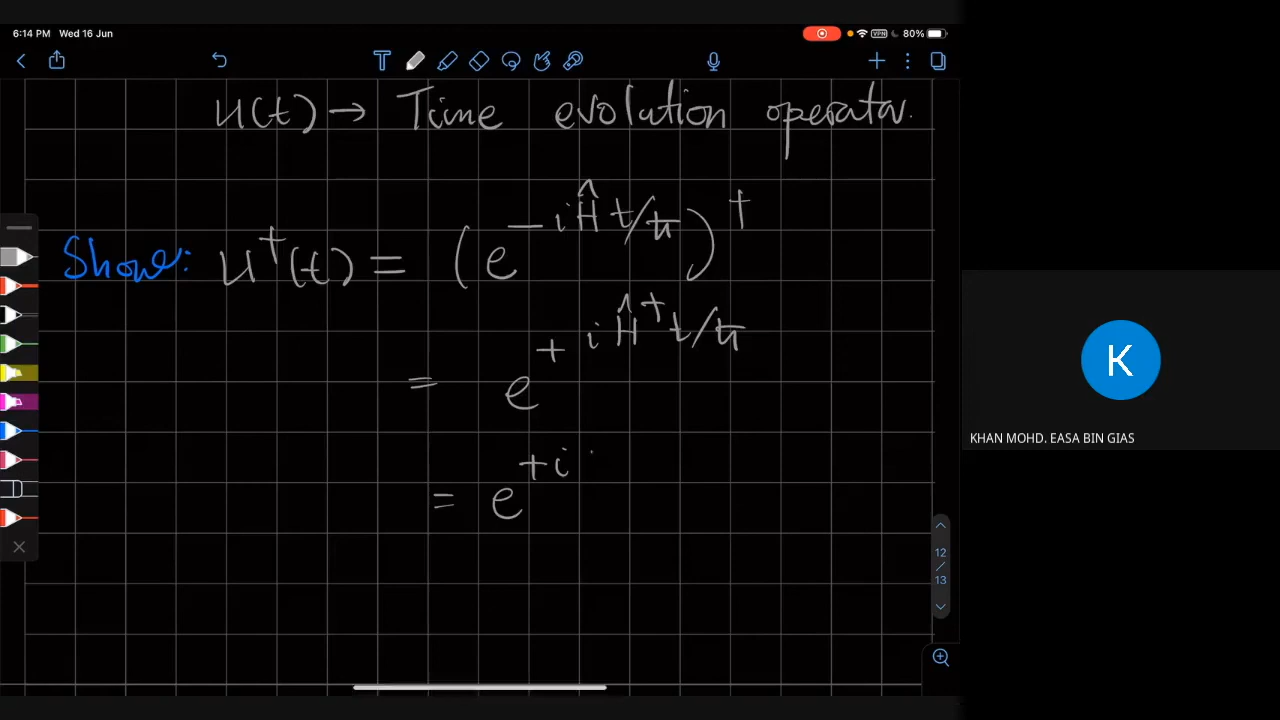 6:14 PM Wed 16 Jun
VPN 80%
T
U(t) → Time evolution operator.
Show: U†(t) = (e^{-iĤt/ħ})†
= e^{+iĤ†t/ħ}
= e^{+i
12
/
13
K
KHAN MOHD. EASA BIN GIAS